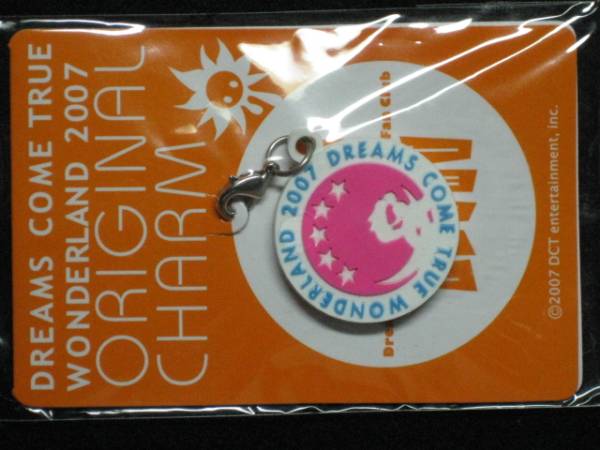 DREAMS COME TRUE
WONDERLAND 2007
ORIGINAL
CHARM
2007 DREAMS COME TRUE WONDERLAND
Fan Club
©2007 DCT entertainment, inc.